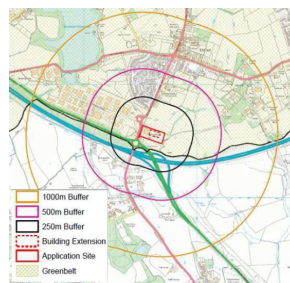 1000m Buffer
500m Buffer
250m Buffer
Building Extension
Application Site
Greenbelt